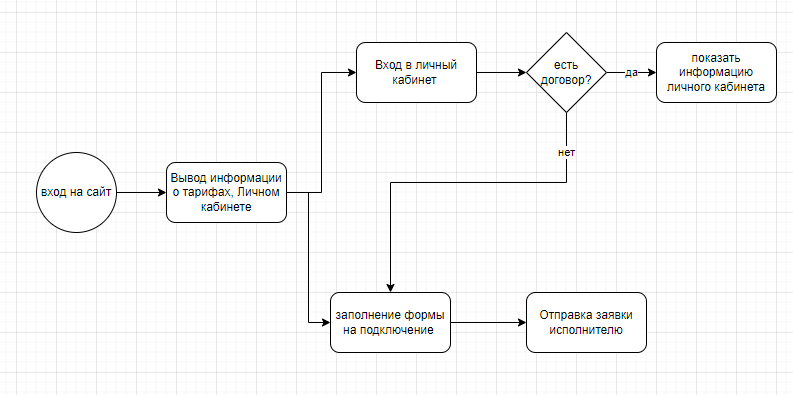 Вход в личный
кабинет
есть
договор?
да
показать
информацию
личного кабинета
нет
вход на сайт
Вывод информации
о тарифах, Личном
кабинете
заполнение формы
на подключение
Отправка заявки
исполнителю